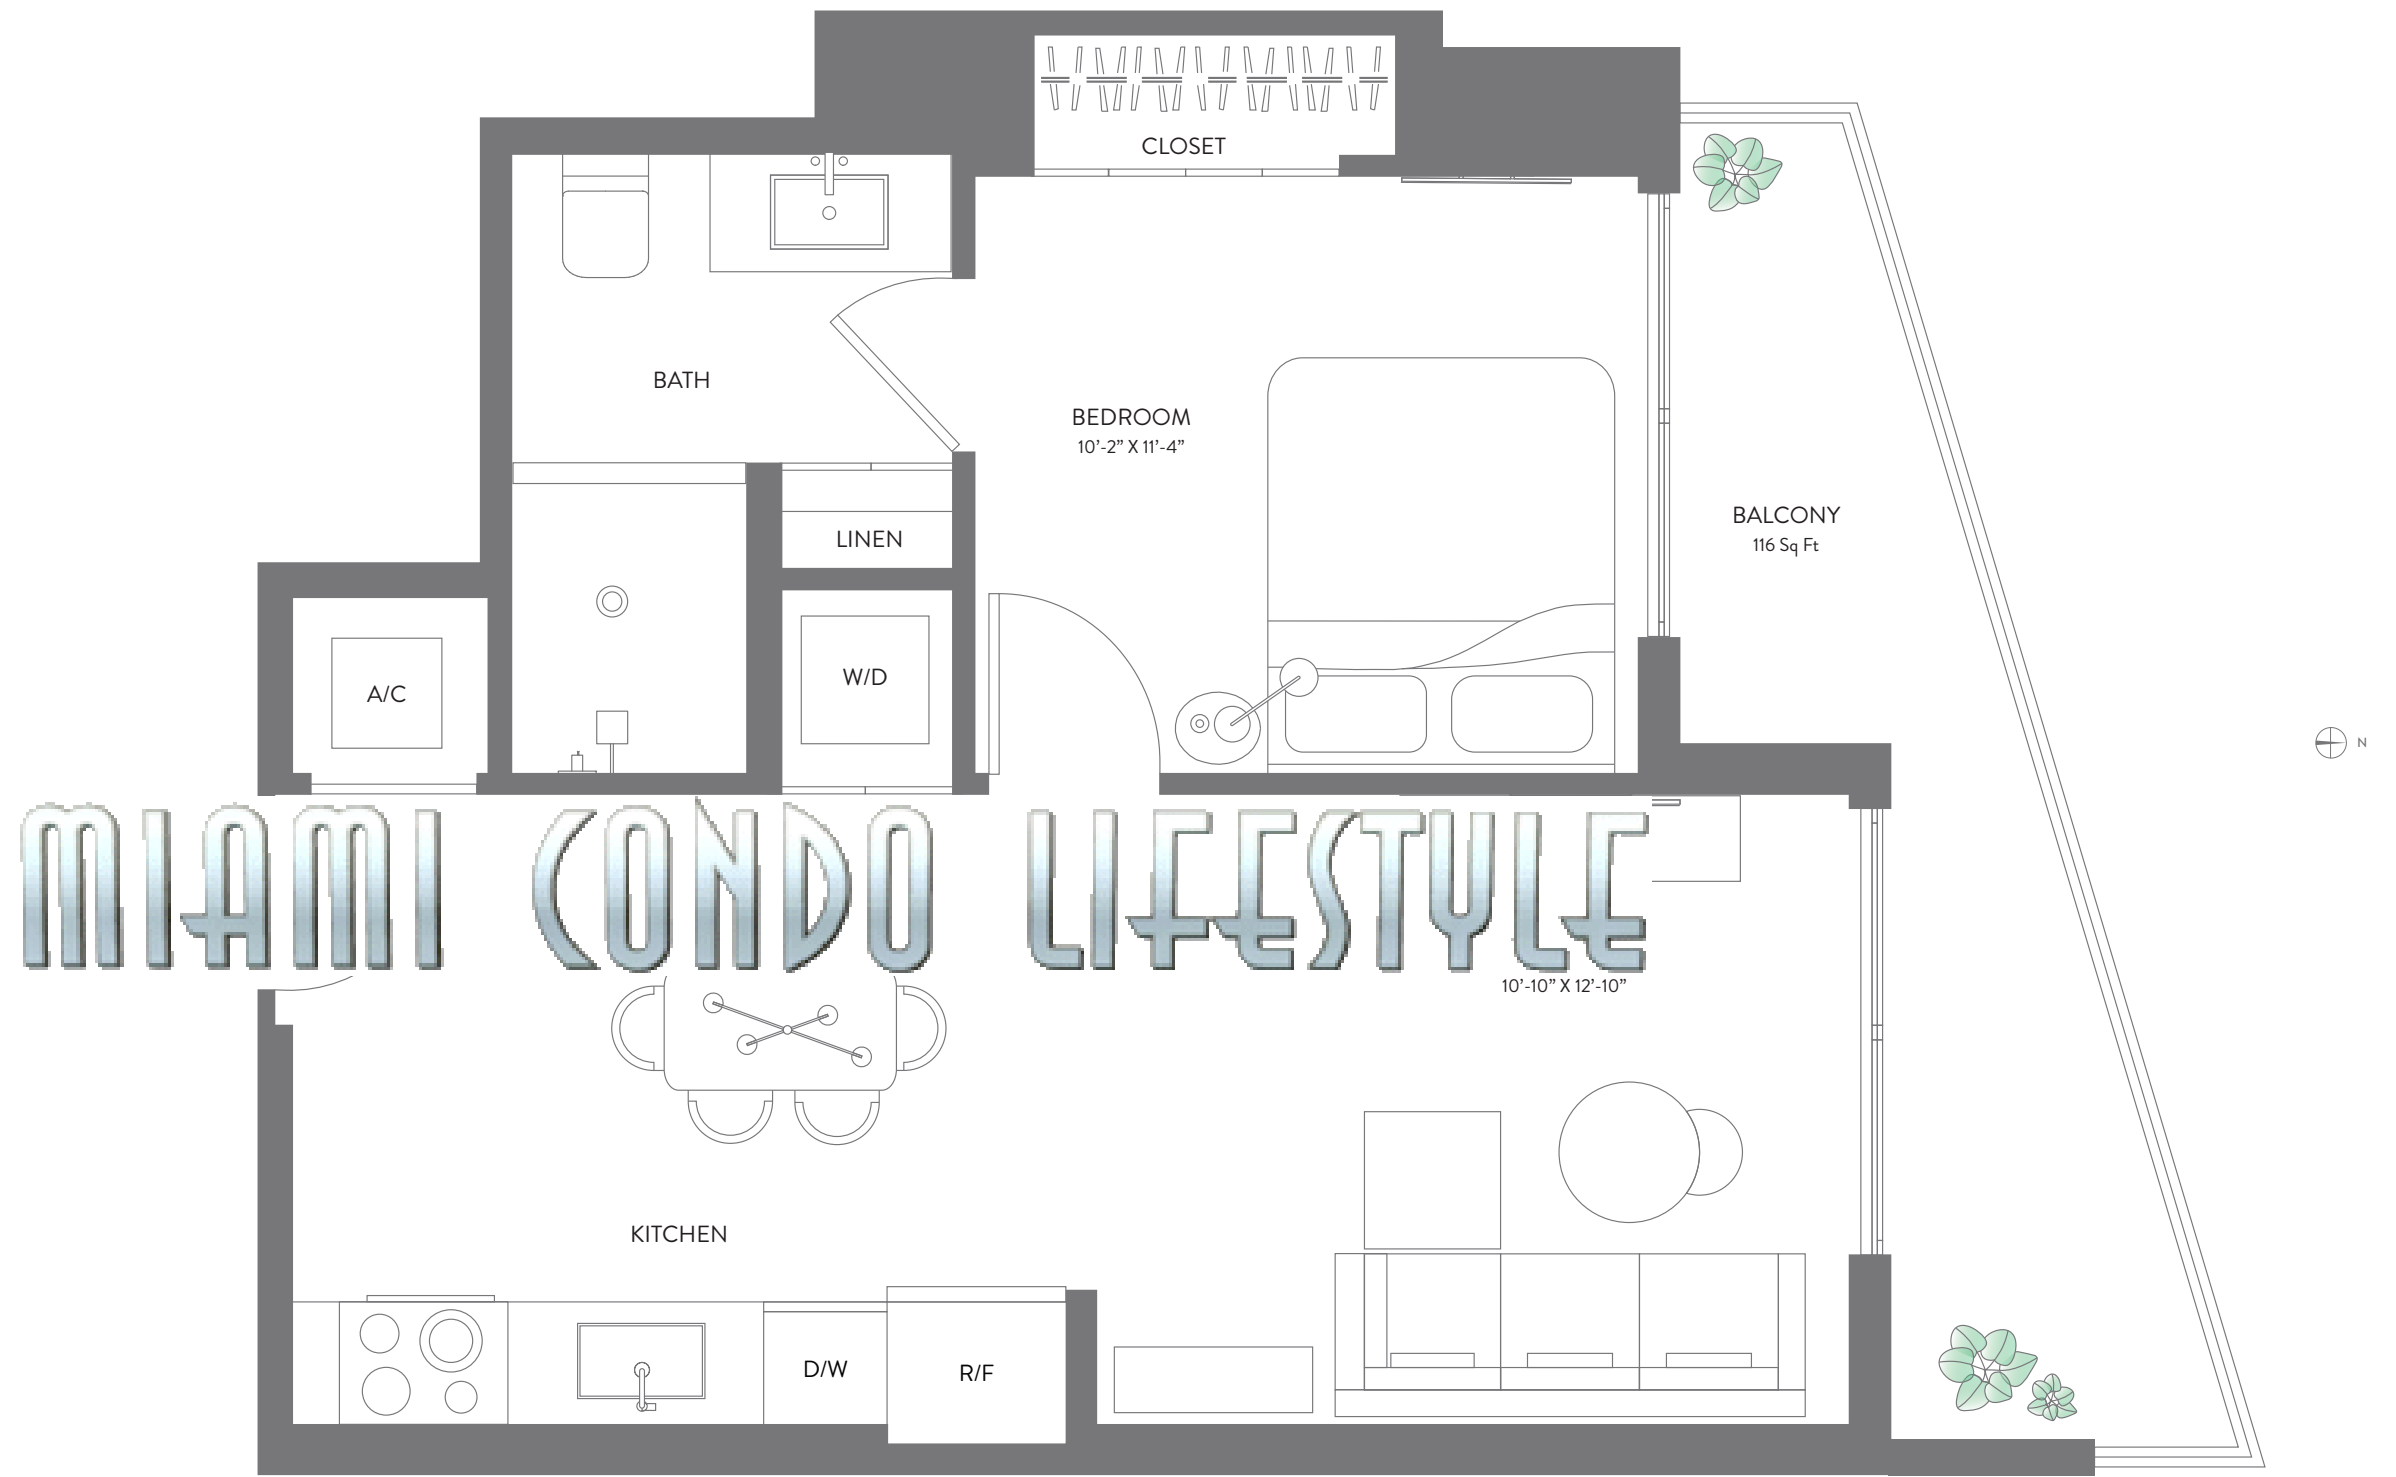 CLOSET
BATH
BEDROOM
10’-2” X 11’-4”
BALCONY
116 Sq Ft
LINEN
A/C
W/D
N
MIAMI CONDO LIFESTYLE
10’-10” X 12’-10”
KITCHEN
D/W
R/F